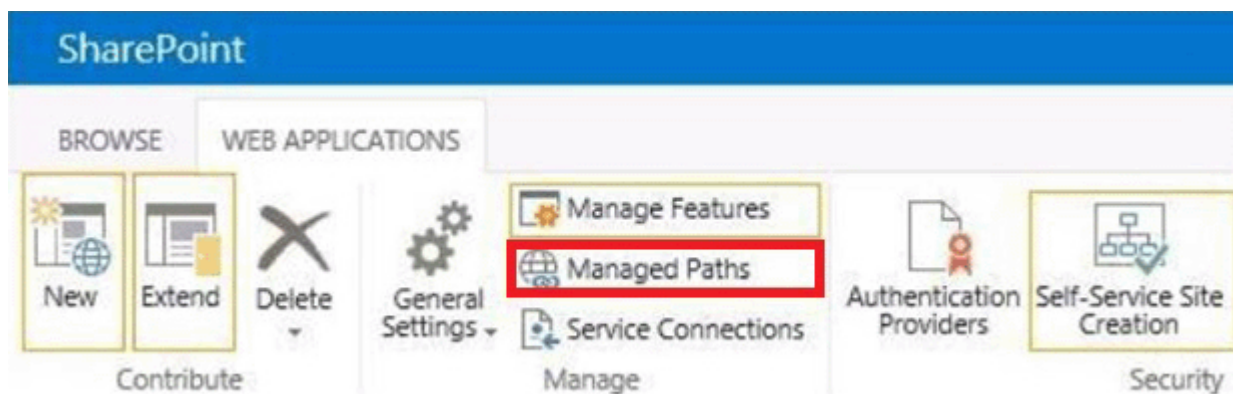 SharePoint
BROWSE
WEB APPLICATIONS
New
Extend
Delete
Contribute
General
Settings
Manage Features
Managed Paths
Service Connections
Manage
Authentication
Providers
Self-Service Site
Creation
Security